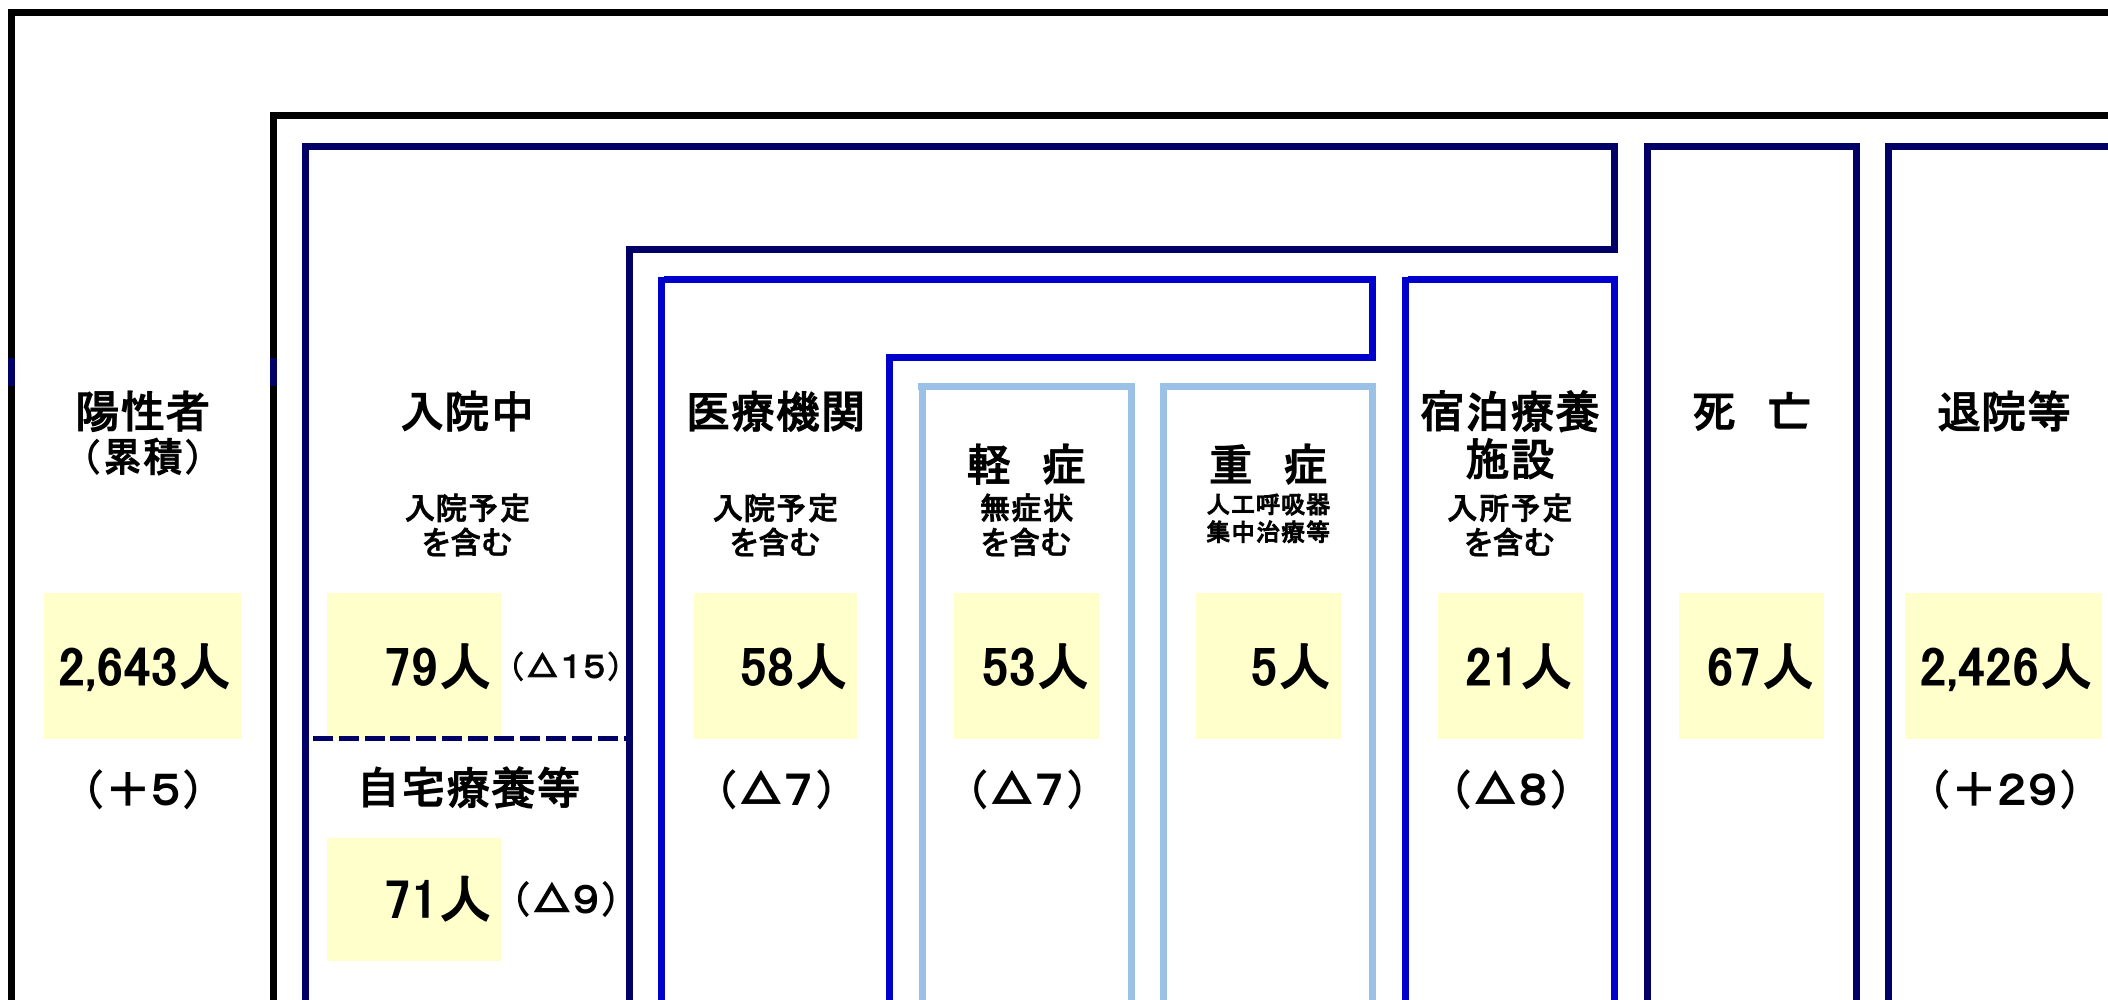 陽性者
（累積）
2,643人
（＋5）
入院中
入院予定
を含む
79人（△15）
自宅療養等
71人（△9）
医療機関
入院予定
を含む
58人
（△7）
軽 症
無症状
を含む
53人
（△7）
重 症
人工呼吸器
集中治療等
5人
宿泊療養
施設
入所予定
を含む
21人
（△8）
死 亡
67人
退院等
2,426人
（＋29）